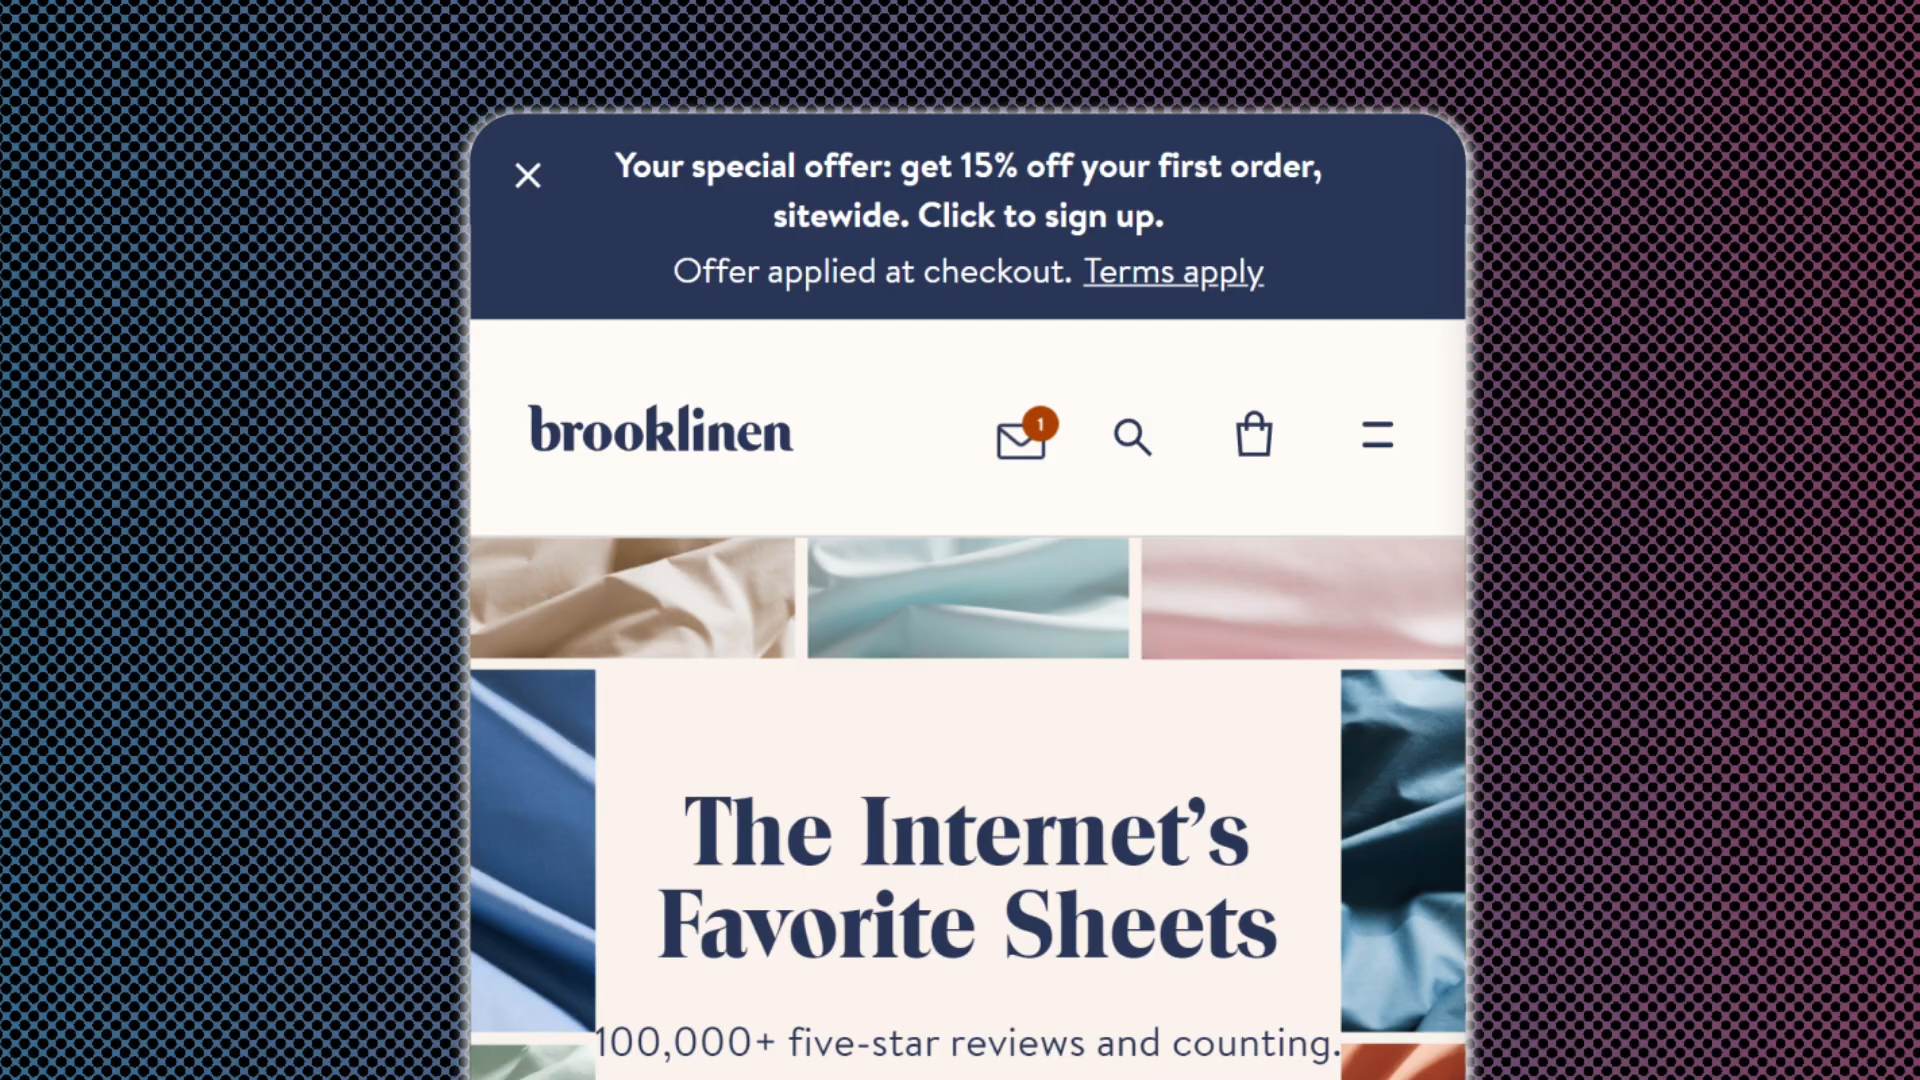 Your special offer: get 15% off your first order,
sitewide. Click to sign up.
Offer applied at checkout. Terms apply
brooklinen
1
The Internet’s
Favorite Sheets
100,000+ five-star reviews and counting.